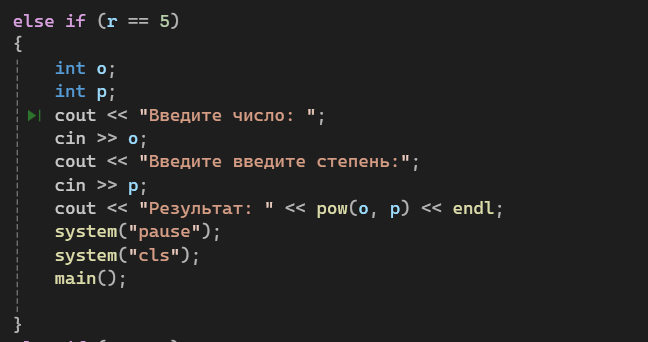 else if (r == 5)
{
int o;
int p;
cout << "Введите число: ";
cin >> o;
cout << "Введите введите степень:";
cin >> p;
cout << "Результат: " << pow(o, p) << endl;
system("pause");
system("cls");
main();
}